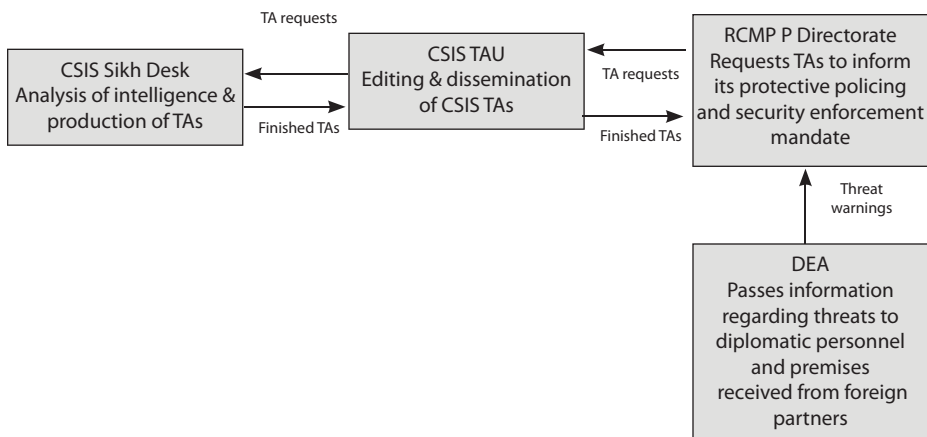 TA requests
CSIS Sikh Desk
Analysis of intelligence &
production of TAs
Finished TAs
CSIS TAU
Editing & dissemination
of CSIS TAs
TA requests
Finished TAs
RCMP P Directorate
Requests TAs to inform
its protective policing
and security enforcement
mandate
Threat
warnings
DEA
Passes information
regarding threats to
diplomatic personnel
and premises
received from foreign
partners